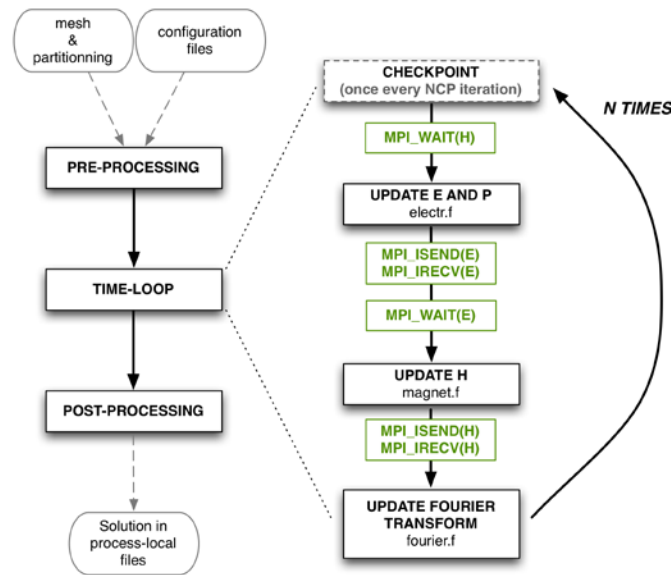 mesh
&
partitionning
configuration
files
PRE-PROCESSING
TIME-LOOP
POST-PROCESSING
Solution in
process-local
files
CHECKPOINT
(once every NCP iteration)
MPI_WAIT(H)
UPDATE E AND P
electr.f
MPI_ISEND(E)
MPI_IRECV(E)
MPI_WAIT(E)
UPDATE H
magnet.f
MPI_ISEND(H)
MPI_IRECV(H)
UPDATE FOURIER
TRANSFORM
fourier.f
N TIMES